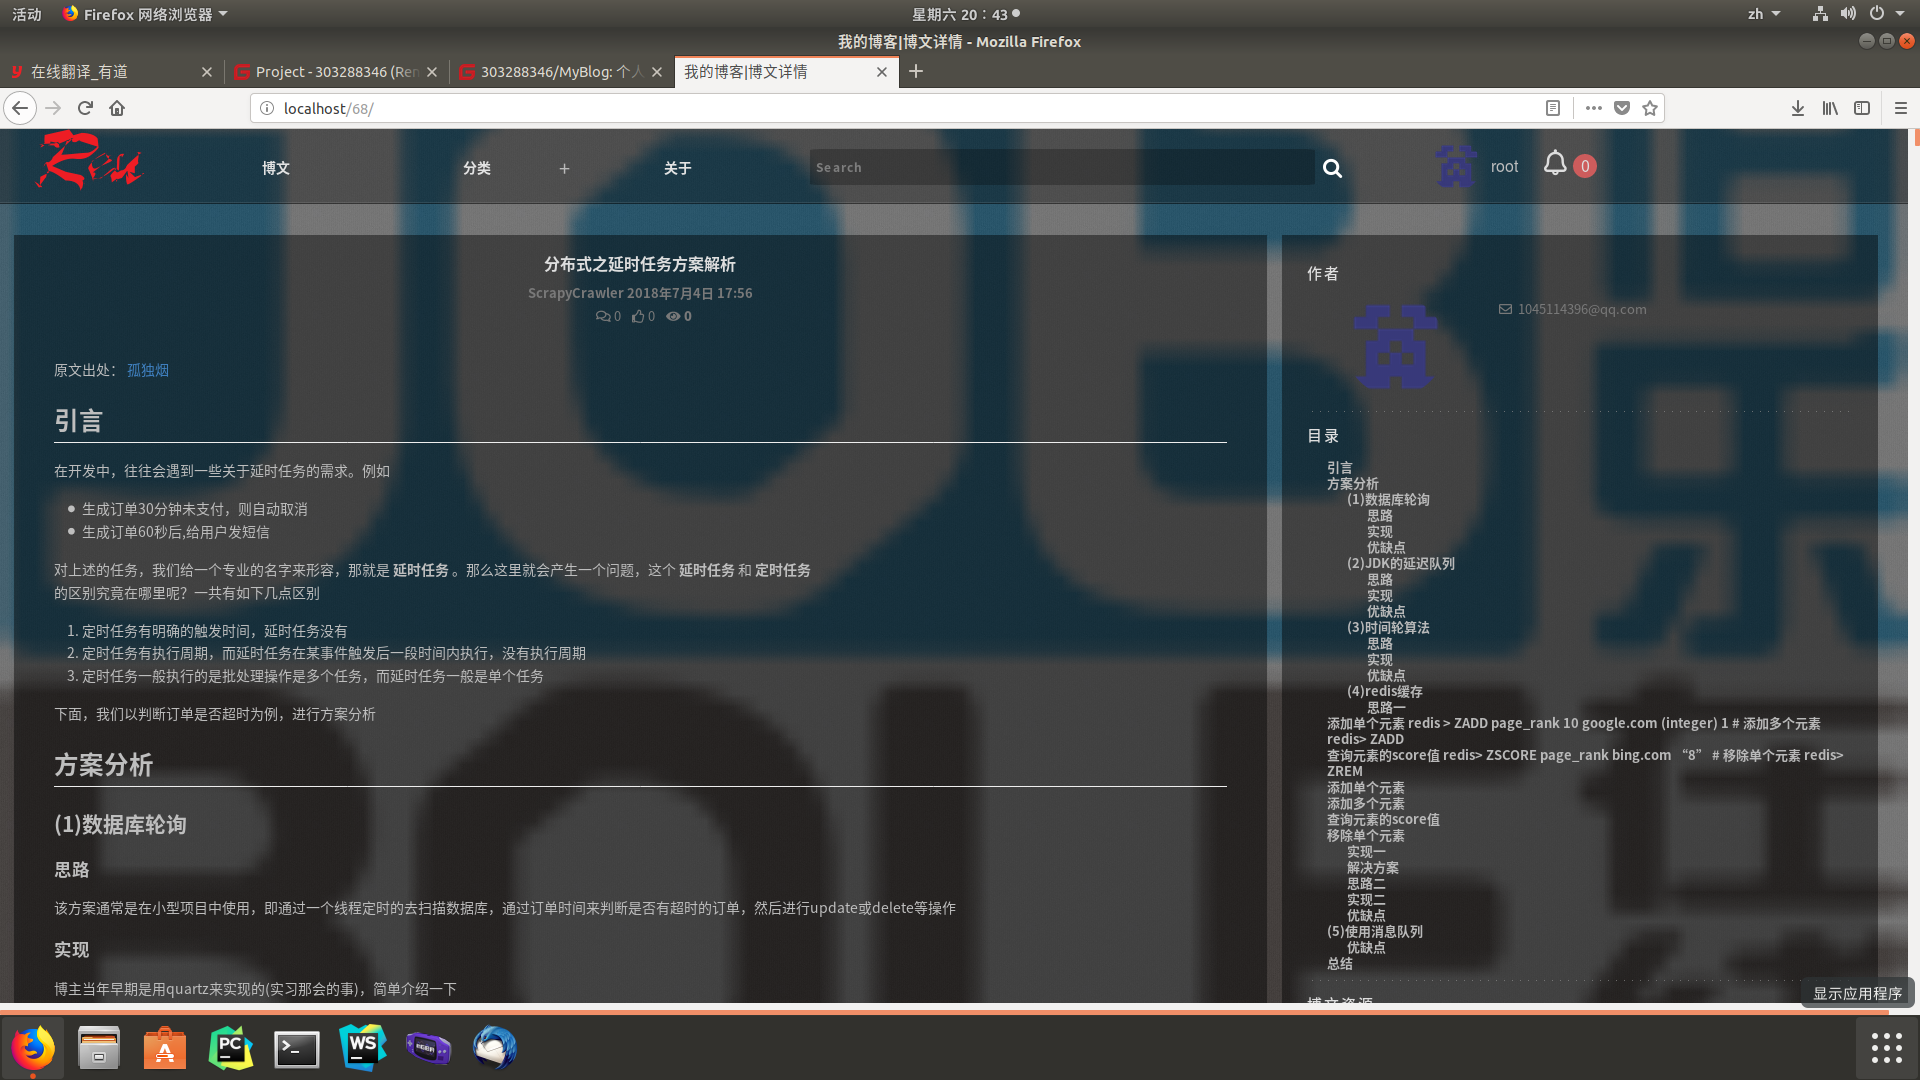 活动
Firefox 网络浏览器
星期六 20：43
zh
我的博客|博文详情 - Mozilla Firefox
在线翻译_有道
Project - 303288346 (Ren
303288346/MyBlog: 个人
我的博客|博文详情
localhost/68/
Ren
博文
分类
+
关于
Search
root
0
分布式之延时任务方案解析
ScrapyCrawler 2018年7月4日 17:56
0 0 0
原文出处： 孤独烟
引言
在开发中，往往会遇到一些关于延时任务的需求。例如
生成订单30分钟未支付，则自动取消
生成订单60秒后,给用户发短信
对上述的任务，我们给一个专业的名字来形容，那就是 延时任务 。那么这里就会产生一个问题，这个 延时任务 和 定时任务
的区别究竟在哪里呢？一共有如下几点区别
1. 定时任务有明确的触发时间，延时任务没有
2. 定时任务有执行周期，而延时任务在某事件触发后一段时间内执行，没有执行周期
3. 定时任务一般执行的是批处理操作是多个任务，而延时任务一般是单个任务
下面，我们以判断订单是否超时为例，进行方案分析
方案分析
(1)数据库轮询
思路
该方案通常是在小型项目中使用，即通过一个线程定时的去扫描数据库，通过订单时间来判断是否有超时的订单，然后进行update或delete等操作
实现
博主当年早期是用quartz来实现的(实习那会的事)，简单介绍一下
作者
1045114396@qq.com
目录
引言
方案分析
(1)数据库轮询
思路
实现
优缺点
(2)JDK的延迟队列
思路
实现
优缺点
(3)时间轮算法
思路
实现
优缺点
(4)redis缓存
思路一
添加单个元素 redis > ZADD page_rank 10 google.com (integer) 1 # 添加多个元素
redis> ZADD
查询元素的score值 redis> ZSCORE page_rank bing.com “8” # 移除单个元素 redis>
ZREM
添加单个元素
添加多个元素
查询元素的score值
移除单个元素
实现一
解决方案
思路二
实现二
优缺点
(5)使用消息队列
优缺点
总结
博文资源
显示应用程序
PC
WS